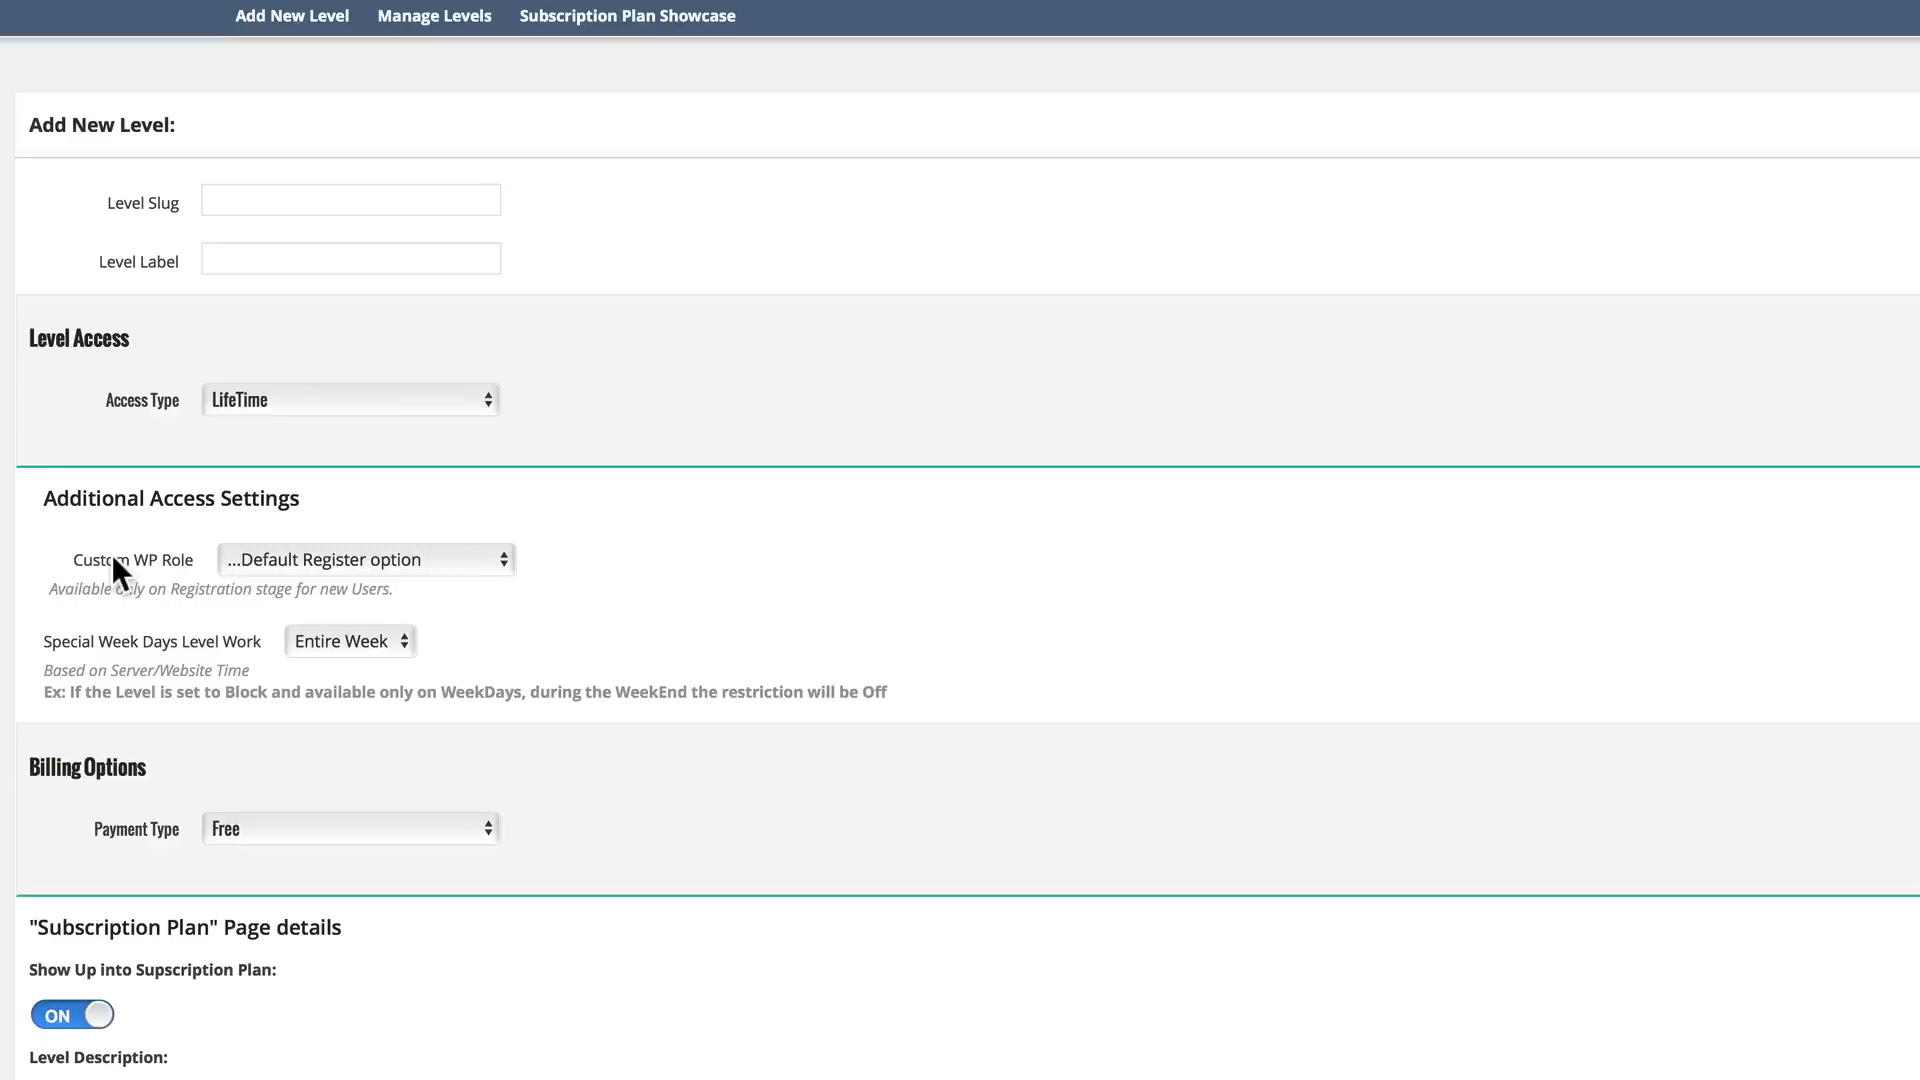 Add New Level Manage Levels Subscription Plan Showcase
Add New Level:
Level Slug
Level Label
Level Access
Access Type LifeTime
Additional Access Settings
Custom WP Role ...Default Register option
Available only on Registration stage for new Users.
Special Week Days Level Work Entire Week
Based on Server/Website Time
Ex: If the Level is set to Block and available only on WeekDays, during the WeekEnd the restriction will be Off
Billing Options
Payment Type Free
"Subscription Plan" Page details
Show Up into Supscription Plan:
ON
Level Description: